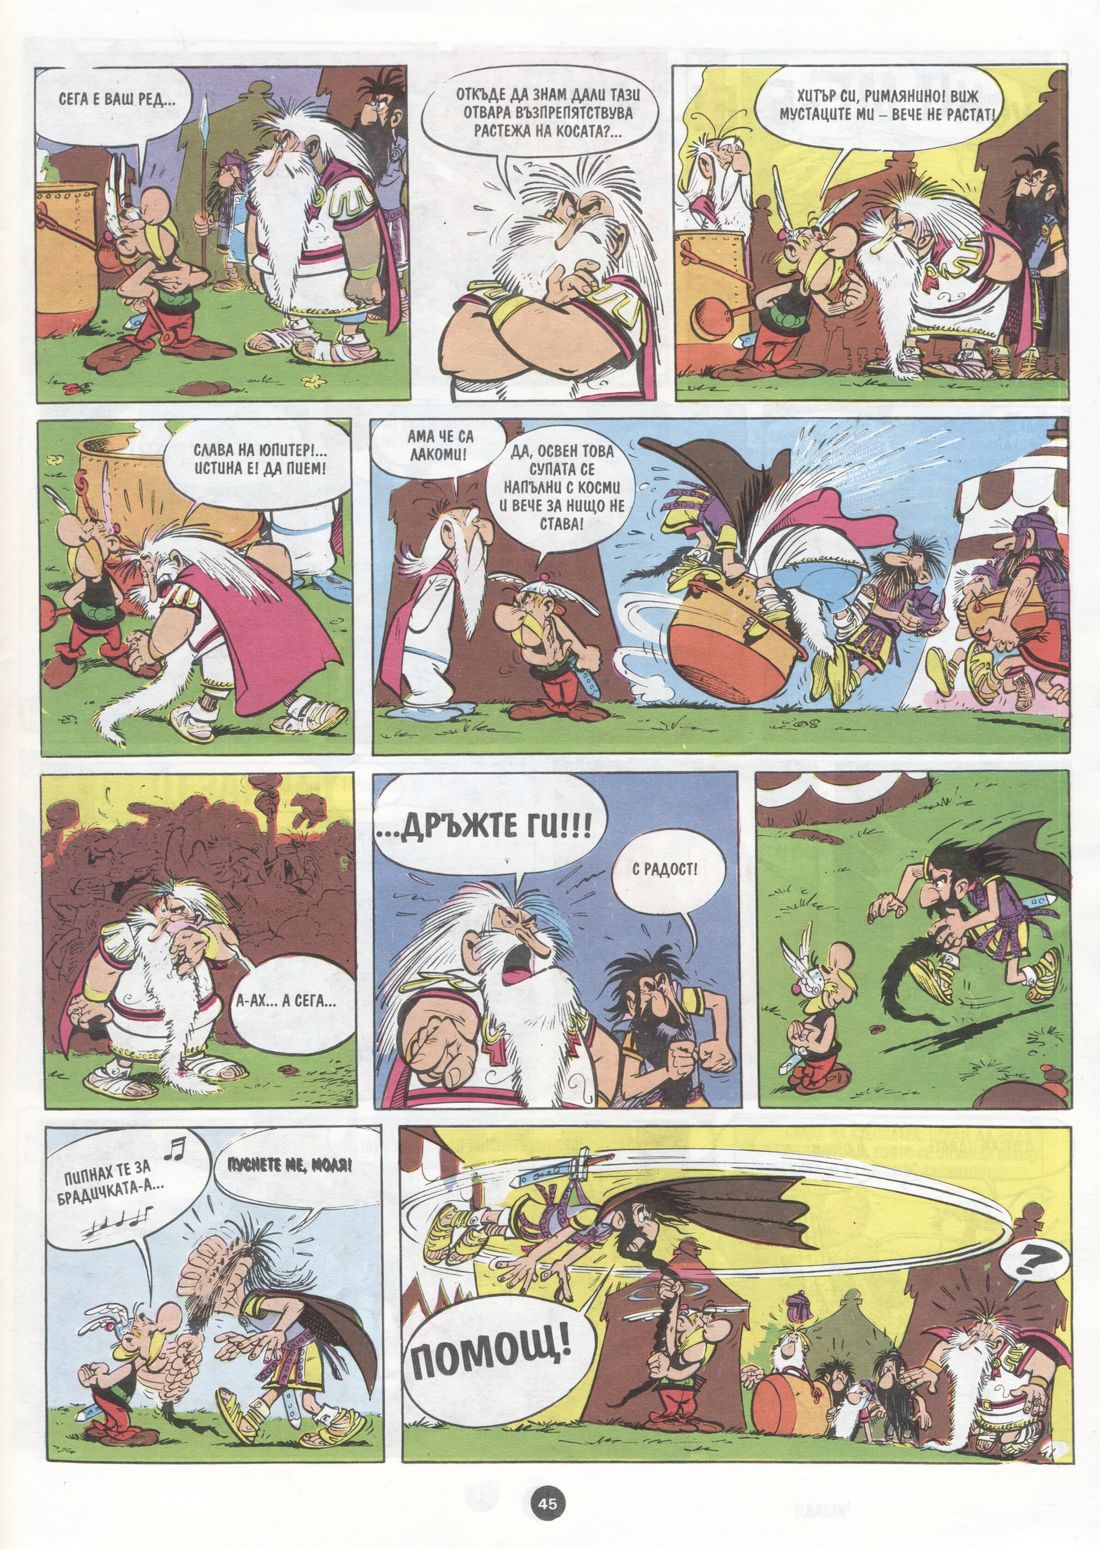 СЕГА Е ВАШ РЕД...
ОТКЪДЕ ДА ЗНАМ ДАЛИ ТАЗИ
ОТВАРА ВЪЗПРЕПЯТСТВУВА
РАСТЕЖА НА КОСАТА?...
ХИТЪР СИ, РИМЛЯНИНО! ВИЖ
МУСТАЦИТЕ МИ – ВЕЧЕ НЕ РАСТАТ!
СЛАВА НА ЮПИТЕР!...
ИСТИНА Е! ДА ПИЕМ!
АМА ЧЕ СА
ЛАКОМИ!
ДА, ОСВЕН ТОВА
СУПАТА СЕ
НАПЪЛНИ С КОСМИ
И ВЕЧЕ ЗА НИЩО НЕ
СТАВА!
А-АХ... А СЕГА...
...ДРЪЖТЕ ГИ!!!
С РАДОСТ!
ПИПНАХ ТЕ ЗА
БРАДИЧКАТА-А...
ПУСНЕТЕ МЕ, МОЛЯ!
ПОМОЩ!
?
45